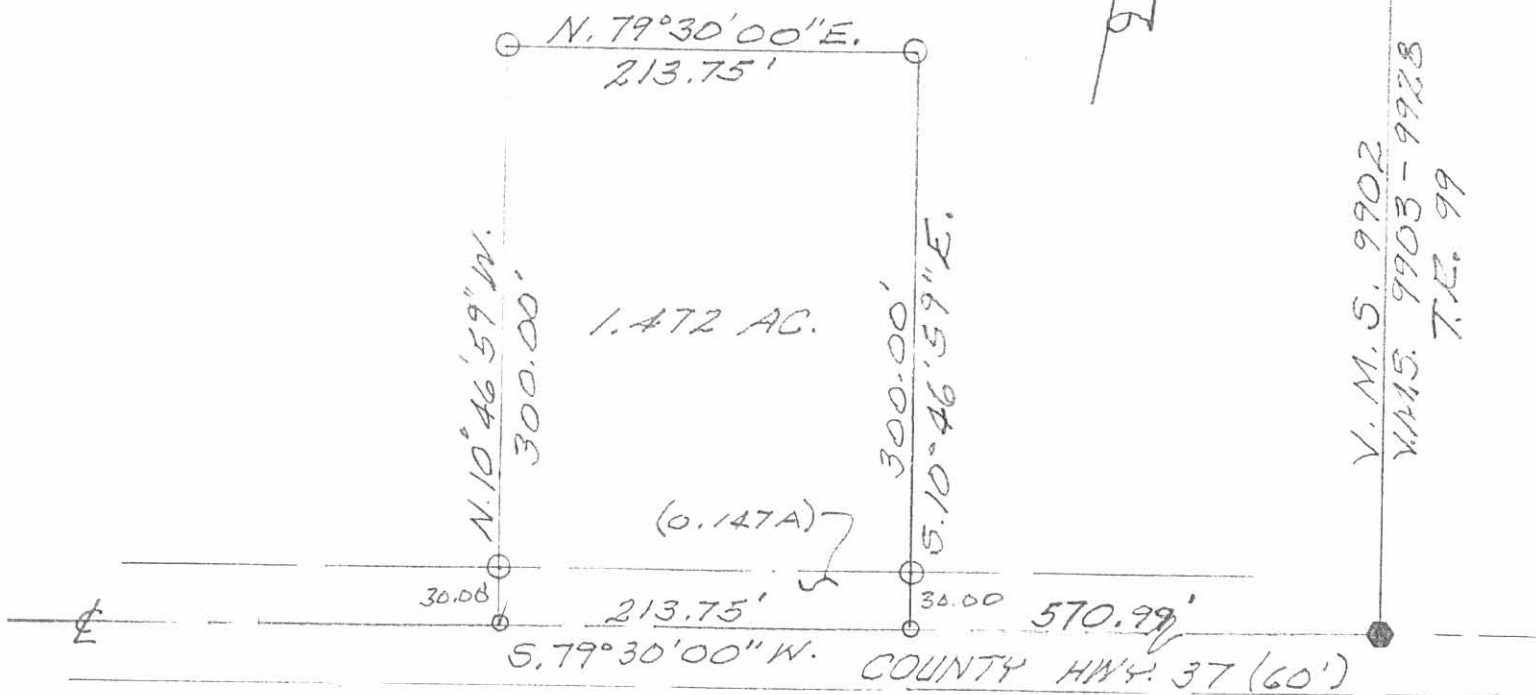 N. 79°30'00"E.
213.75'
N. 10°46'59"W.
300.00'
1.472 AC.
300.00'
S. 10°46'59"E.
V. M. S. 9902
V.M.S. 9903-9928
(0.147A)
30.00
213.75'
30.00
570.99'
℄
S. 79°30'00" W.
COUNTY HWY. 37 (60')